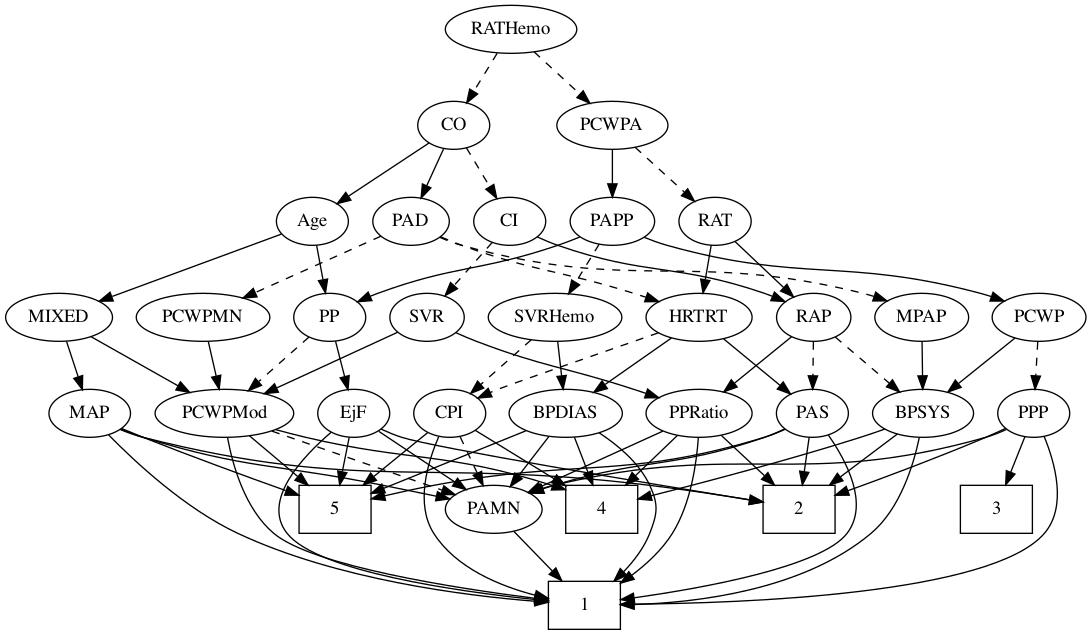 RATHemo
CO
PCWPA
Age
PAD
CI
PAPP
RAT
MIXED
PCWPMN
PP
SVR
SVRHemo
HRTRT
RAP
MPAP
PCWP
MAP
PCWPMod
EjF
CPI
BPDIAS
PPRatio
PAS
BPSYS
PPP
5
PAMN
4
2
3
1